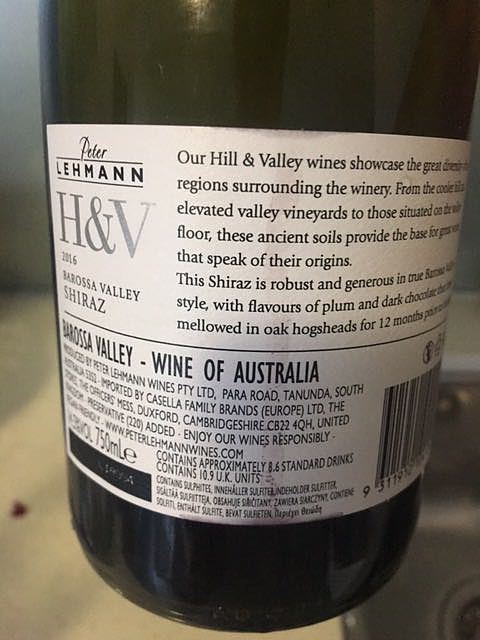 Peter
LEHMANN
H&V
2016
BAROSSA VALLEY
SHIRAZ
Our Hill & Valley wines showcase the great
regions surrounding the winery. From the cooler
elevated valley vineyards to those situated on the valley
floor, these ancient soils provide the base for great
that speak of their origins.
This Shiraz is robust and generous in true Barossa
style, with flavours of plum and dark chocolate that
mellowed in oak hogsheads for 12 months
BAROSSA VALLEY - WINE OF AUSTRALIA
PRODUCED BY PETER LEHMANN WINES PTY LTD, PARA ROAD, TANUNDA, SOUTH
AUSTRALIA 5352 - IMPORTED BY CASELLA FAMILY BRANDS (EUROPE) LTD, THE
THE OFFICERS' MESS, DUXFORD, CAMBRIDGESHIRE.CB22 4QH, UNITED
PRESERVATIVE (220) ADDED - ENJOY OUR WINES RESPONSIBLY -
WWW.PETERLEHMANNWINES.COM
VOL 750mLe
CONTAINS APPROXIMATELY 8.6 STANDARD DRINKS
CONTAINS 10.9 U.K. UNITS
CONTAINS SULPHITES, INNEHÅLLER SULFITER, INDEHOLDER SULFITTER,
SISÄLTÄÄ SULFIITTEJA, OBSAHUJE SIŘIČITANY, ZAWIERA SIARCZYNY, CONTIENE
SOLFITI, ENTHÄLT SULFITE, BEVAT SULFIETEN, Περιέχει Θειώδη